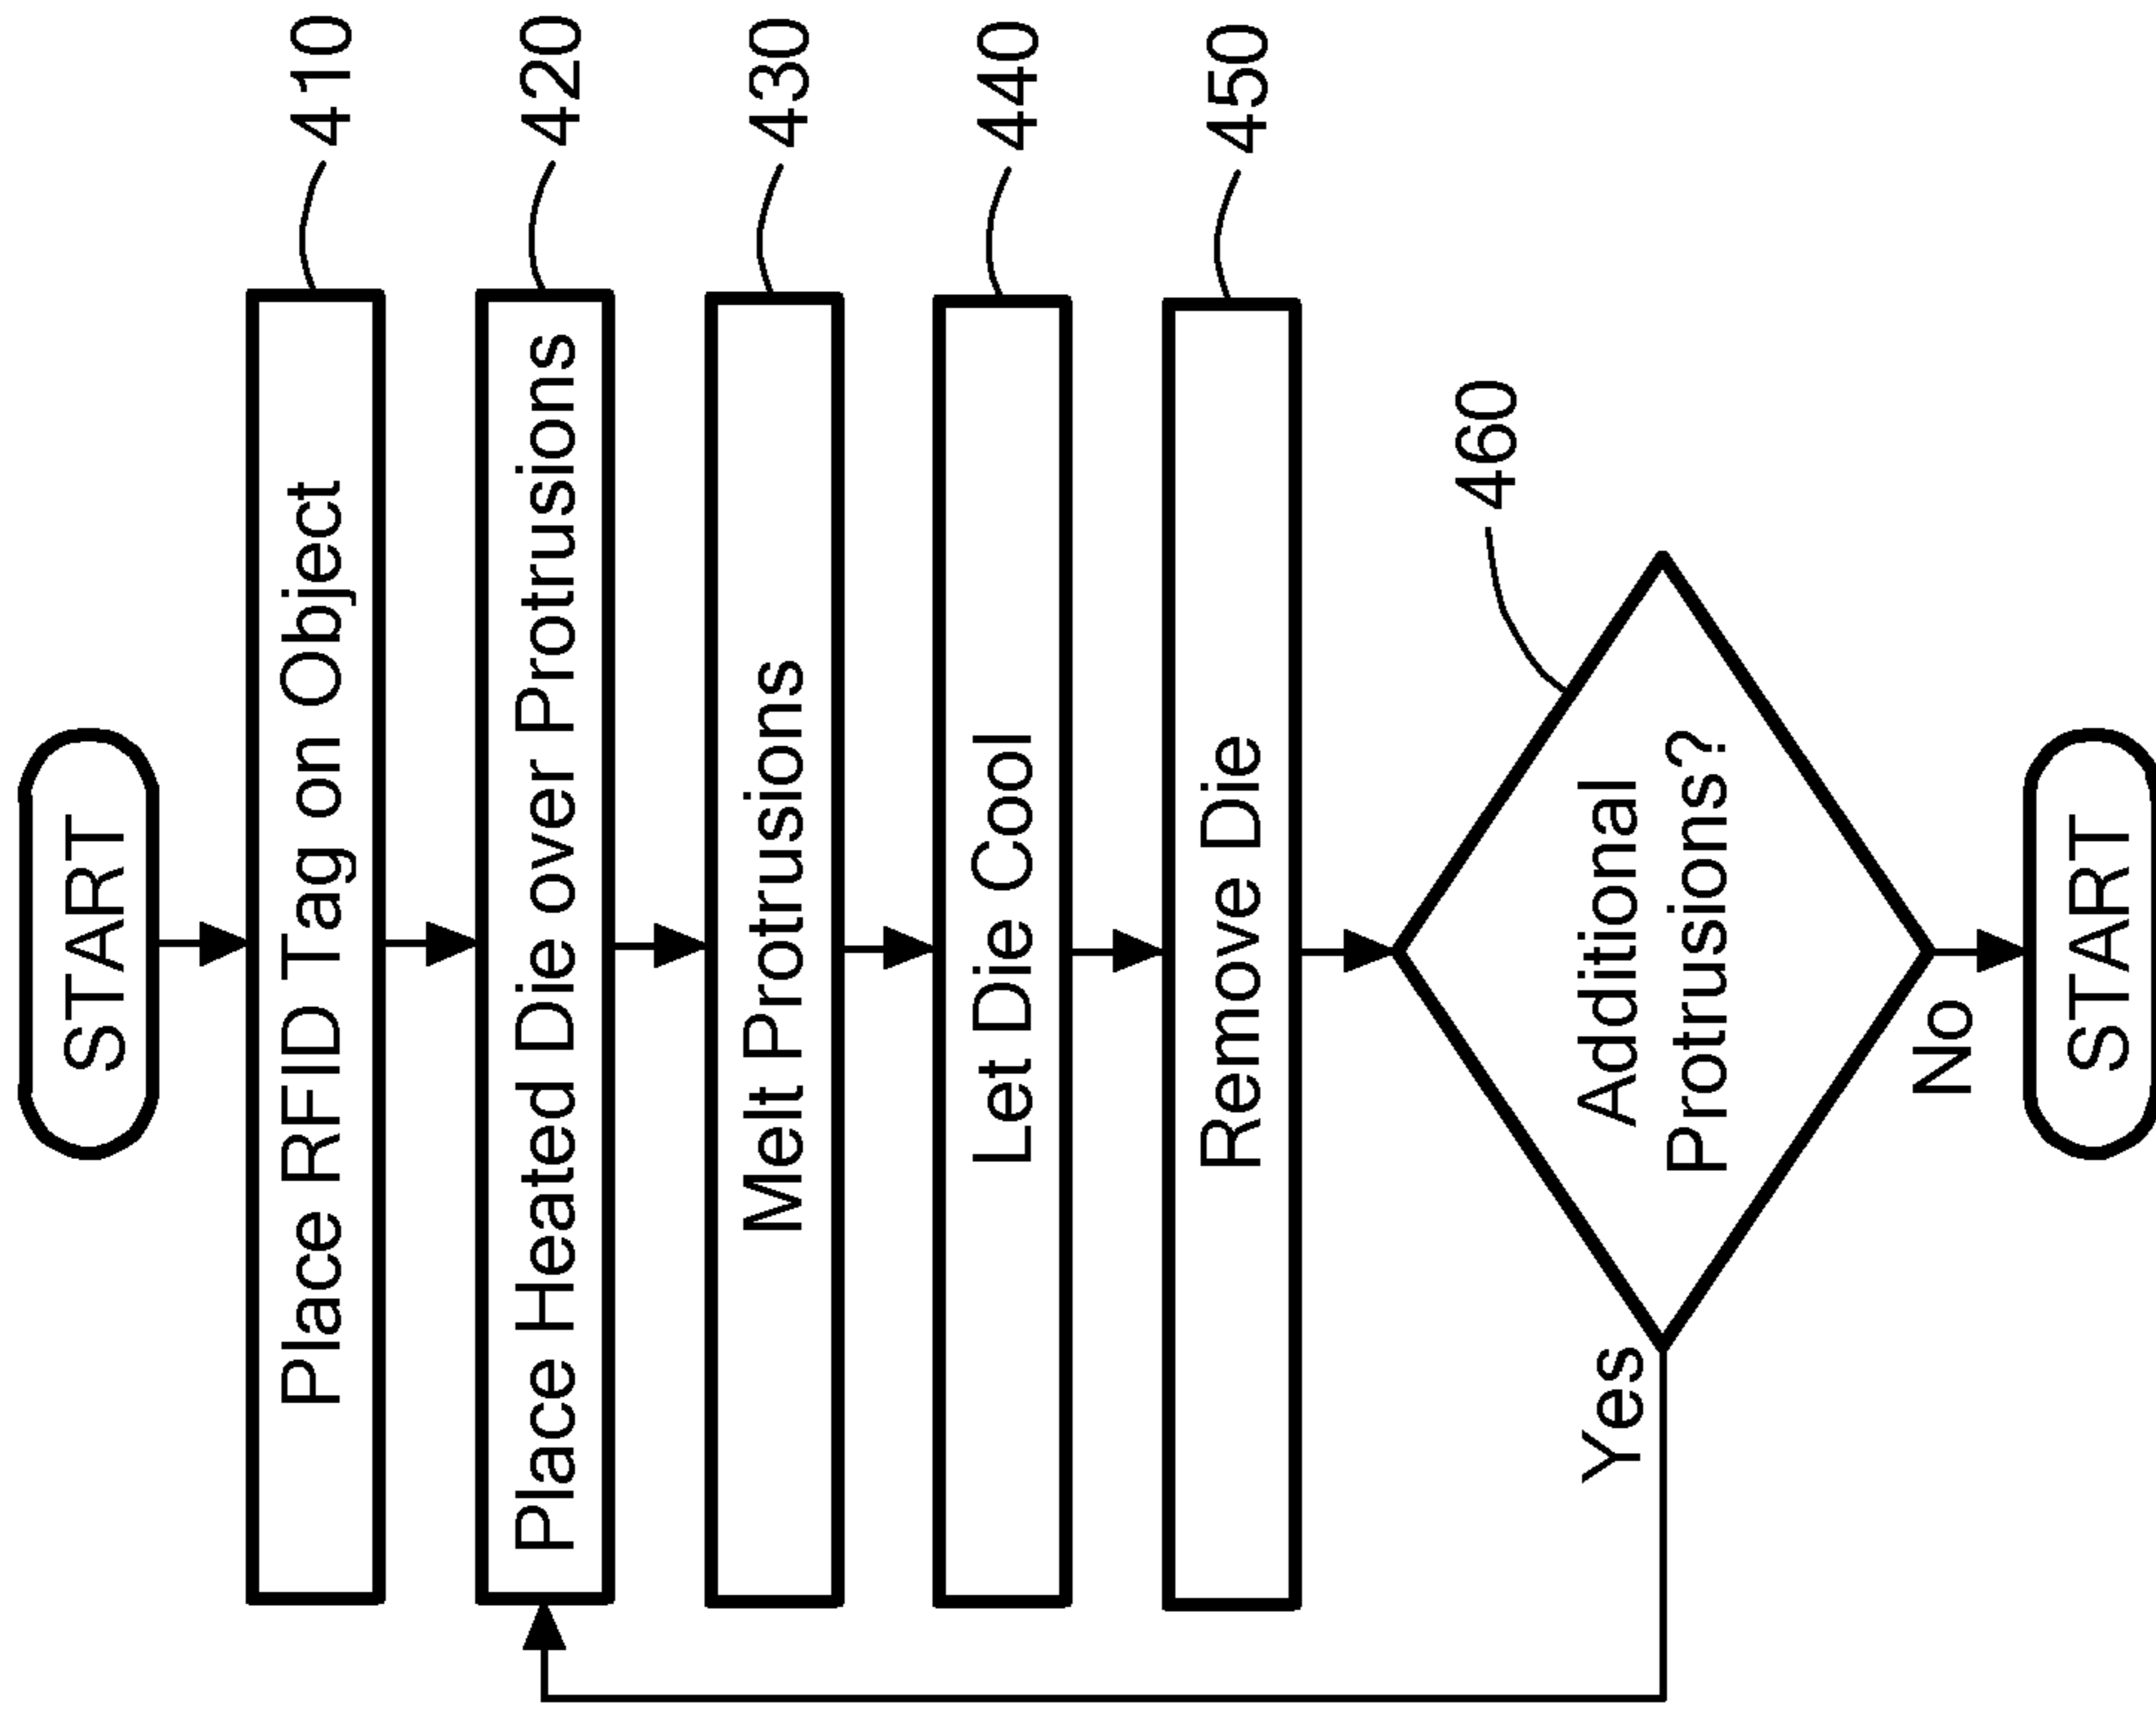 START
Place RFID Tag on Object
410
Place Heated Die over Protrusions
420
Melt Protrusions
430
Let Die Cool
440
Remove Die
450
Additional
Protrusions?
460
Yes
No
START